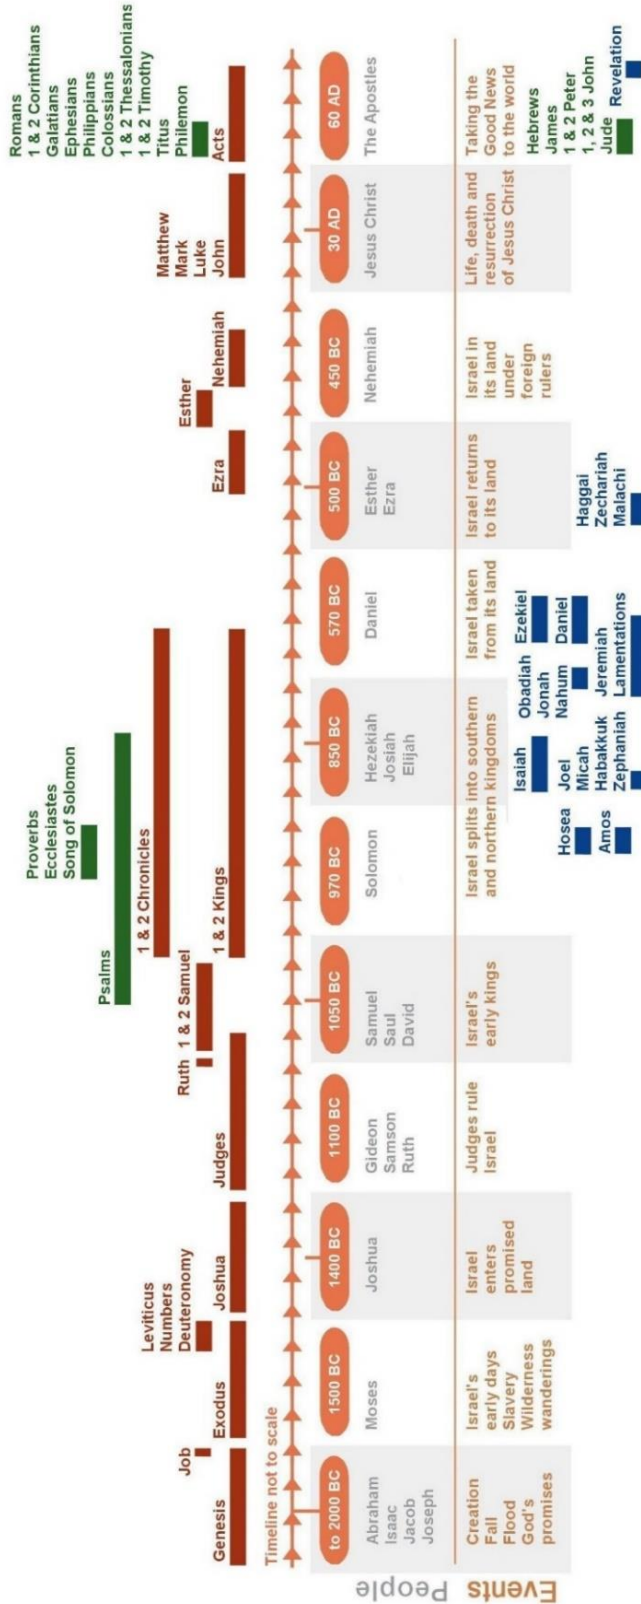 Romans
1 & 2 Corinthians
Galatians
Ephesians
Philippians
Colossians
1 & 2 Thessalonians
1 & 2 Timothy
Titus
Philemon
Proverbs
Ecclesiastes
Song of Solomon
Psalms
Matthew
Mark
Luke
John
Leviticus
Numbers
Deuteronomy
1 & 2 Chronicles
Esther
Job
Ruth
1 & 2 Samuel
Genesis
Exodus
Joshua
Judges
1 & 2 Kings
Ezra
Nehemiah
Acts
Timeline not to scale
to 2000 BC
1500 BC
1400 BC
1100 BC
1050 BC
970 BC
850 BC
570 BC
500 BC
450 BC
30 AD
60 AD
People
Abraham
Isaac
Jacob
Joseph
Moses
Joshua
Gideon
Samson
Ruth
Samuel
Saul
David
Solomon
Hezekiah
Josiah
Elijah
Daniel
Esther
Ezra
Nehemiah
Jesus Christ
The Apostles
Events
Creation
Fall
Flood
God's
promises
Israel's
early days
Slavery
Wilderness
wanderings
Israel
enters
promised
land
Judges rule
Israel
Israel's
early kings
Israel splits into southern
and northern kingdoms
Israel taken
from its land
Israel returns
to its land
Israel in
its land
under
foreign
rulers
Life, death and
resurrection
of Jesus Christ
Taking the
Good News
to the world
Hosea
Amos
Isaiah
Joel
Micah
Habakkuk
Zephaniah
Obadiah
Jonah
Nahum
Ezekiel
Daniel
Jeremiah
Lamentations
Haggai
Zechariah
Malachi
Hebrews
James
1 & 2 Peter
1, 2 & 3 John
Jude
Revelation